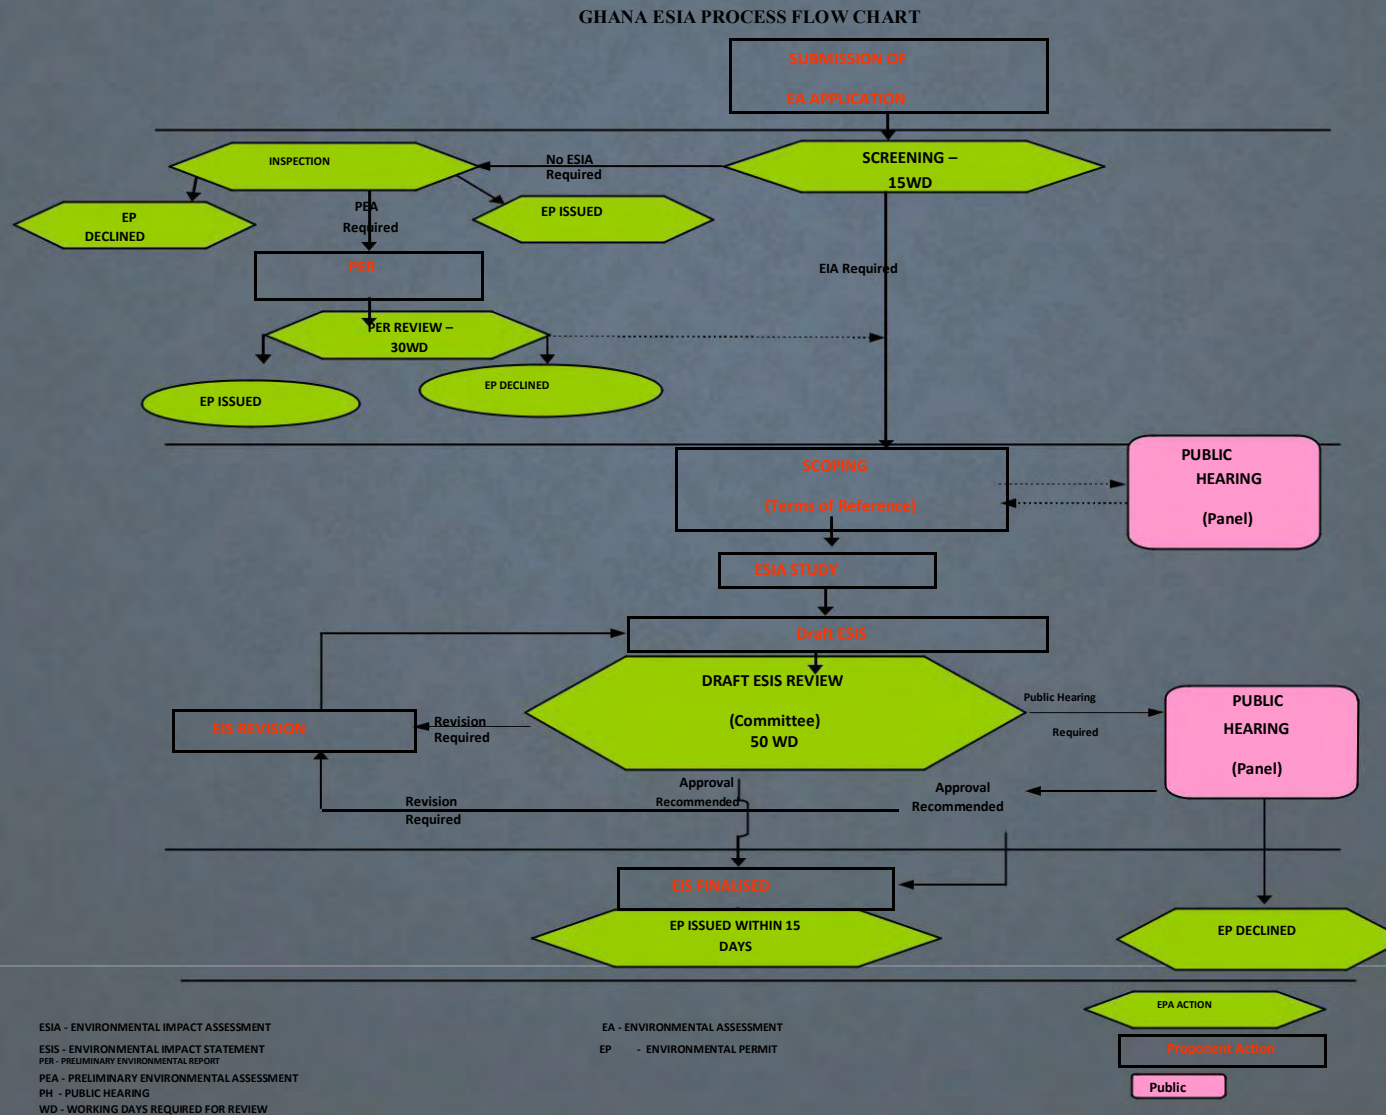 GHANA ESIA PROCESS FLOW CHART
SUBMISSION OF
EA APPLICATION
SCREENING –
15WD
No ESIA
Required
INSPECTION
EP
DECLINED
PEA
Required
EP ISSUED
PER
EIA Required
PER REVIEW –
30WD
EP ISSUED
EP DECLINED
SCOPING
(Terms of Reference)
PUBLIC
HEARING
(Panel)
ESIA STUDY
Draft ESIS
DRAFT ESIS REVIEW
(Committee)
50 WD
EIS REVISION
Revision
Required
Public Hearing
Required
PUBLIC
HEARING
(Panel)
Approval
Recommended
Approval
Recommended
Revision
Required
EIS FINALISED
EP ISSUED WITHIN 15
DAYS
EP DECLINED
EPA ACTION
Proponent Action
Public
ESIA - ENVIRONMENTAL IMPACT ASSESSMENT
ESIS - ENVIRONMENTAL IMPACT STATEMENT
PER - PRELIMINARY ENVIRONMENTAL REPORT
PEA - PRELIMINARY ENVIRONMENTAL ASSESSMENT
PH - PUBLIC HEARING
WD - WORKING DAYS REQUIRED FOR REVIEW
EA - ENVIRONMENTAL ASSESSMENT
EP - ENVIRONMENTAL PERMIT